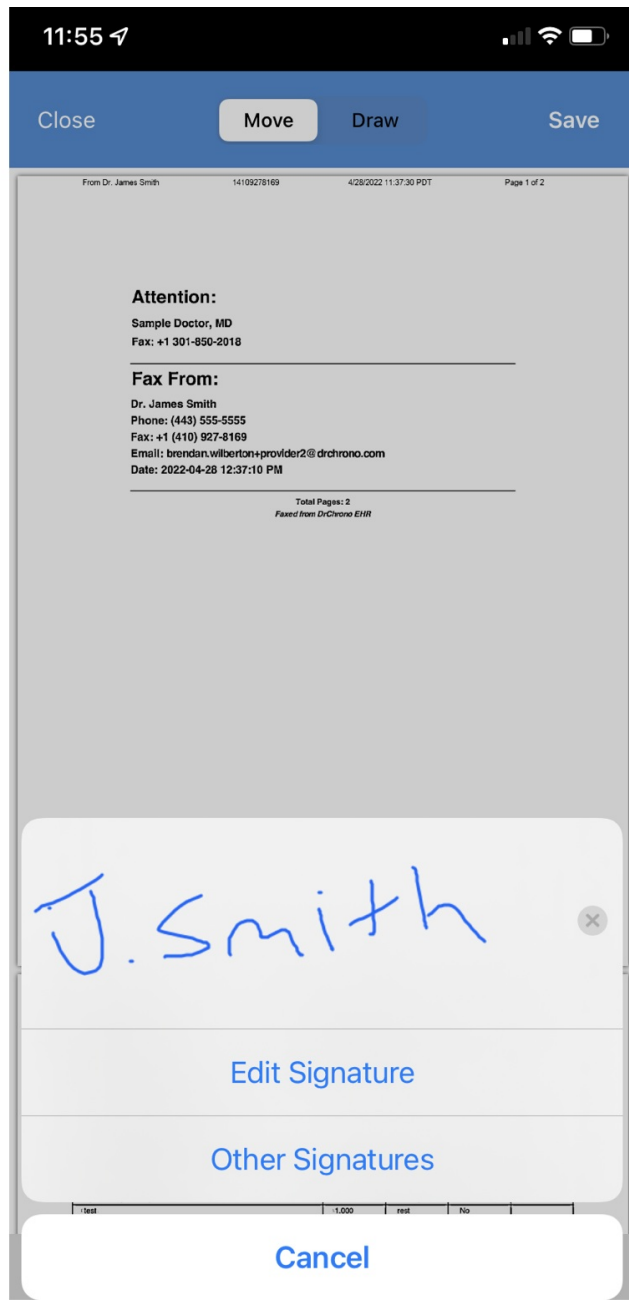 11:55
Close Move Draw Save
From Dr. James Smith 14109278169 4/28/2022 11:37:30 PDT Page 1 of 2
Attention:
Sample Doctor, MD
Fax: +1 301-850-2018
Fax From:
Dr. James Smith
Phone: (443) 555-5555
Fax: +1 (410) 927-8169
Email: brendan.wilberton+provider2@drchrono.com
Date: 2022-04-28 12:37:10 PM
Total Pages: 2
Faxed from DrChrono EHR
J. Smith
Edit Signature
Other Signatures
test 1.000 rest No
Cancel